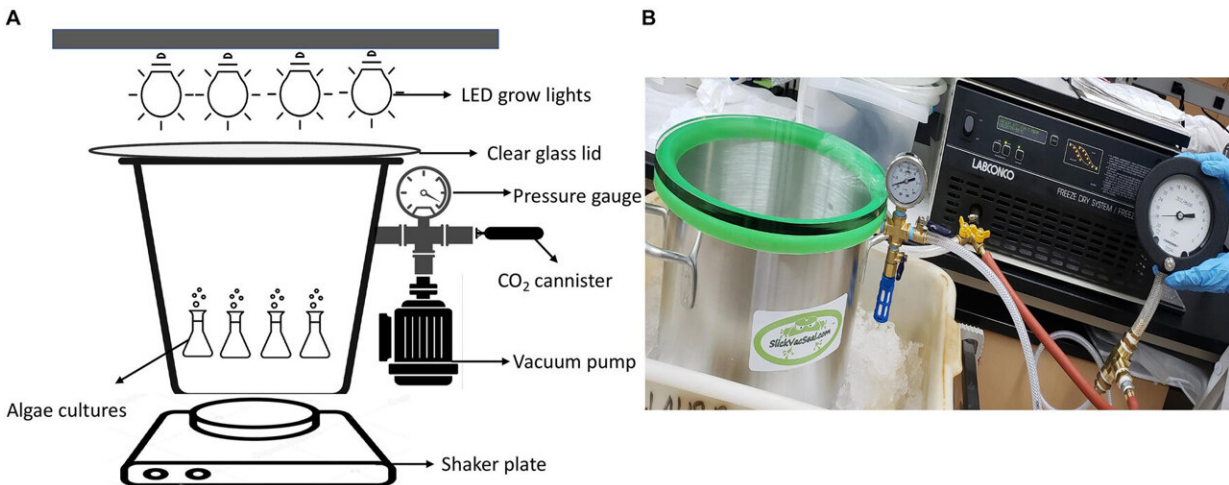 A
LED grow lights
Clear glass lid
Pressure gauge
CO₂ cannister
Vacuum pump
Algae cultures
Shaker plate
B
LABCONCO
FREEZE DRY SYSTEM / FREEZ
SlickVacSeal.com